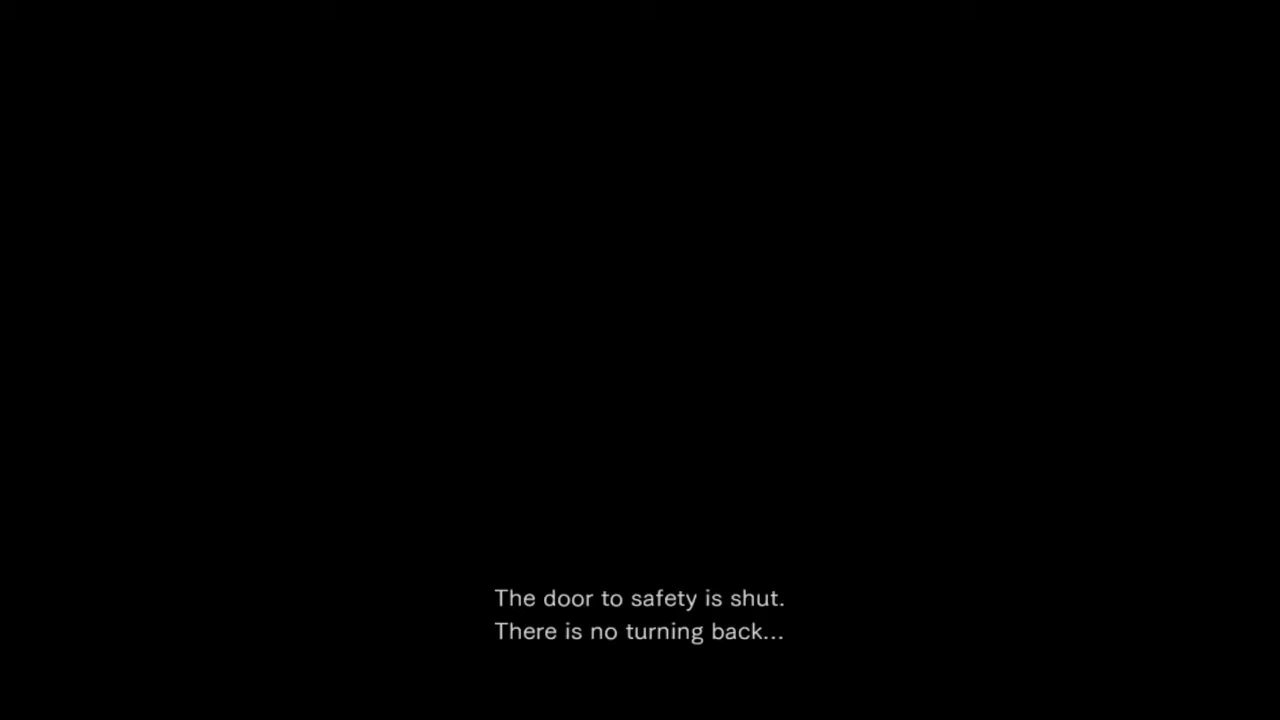 The door to safety is shut.
There is no turning back...